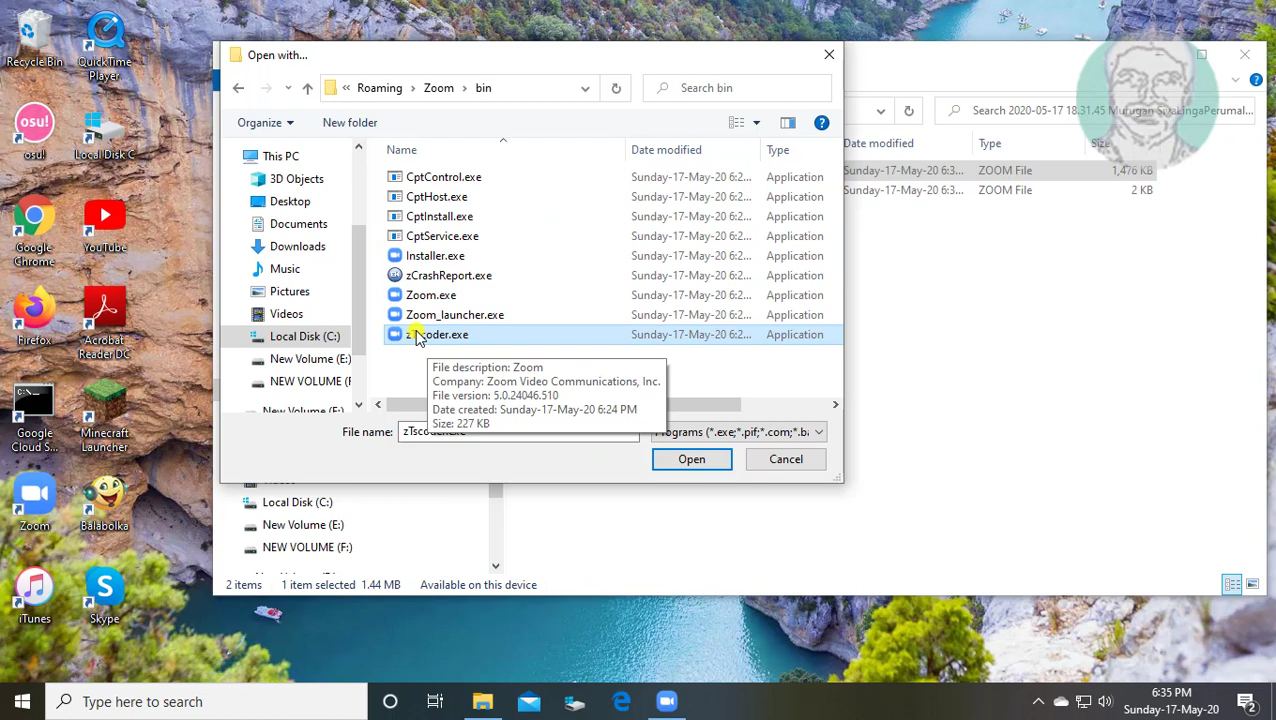 Recycle Bin
QuickTime Player
osu!
Local Disk C
Google Chrome
YouTube
Firefox
Acrobat Reader DC
Google Cloud S...
Minecraft Launcher
Zoom
Balabolka
iTunes
Skype
Open with...
« Roaming > Zoom > bin
Search bin
Organize
New folder
This PC
3D Objects
Desktop
Documents
Downloads
Music
Pictures
Videos
Local Disk (C:)
New Volume (E:)
NEW VOLUME (F
Name Date modified Type
CptControl.exe Sunday-17-May-20 6:2... Application
CptHost.exe Sunday-17-May-20 6:2... Application
CptInstall.exe Sunday-17-May-20 6:2... Application
CptService.exe Sunday-17-May-20 6:2... Application
Installer.exe Sunday-17-May-20 6:2... Application
zCrashReport.exe Sunday-17-May-20 6:2... Application
Zoom.exe Sunday-17-May-20 6:2... Application
Zoom_launcher.exe Sunday-17-May-20 6:2... Application
zTscoder.exe Sunday-17-May-20 6:2... Application
File description: Zoom
Company: Zoom Video Communications, Inc.
File version: 5.0.24046.510
Date created: Sunday-17-May-20 6:24 PM
Size: 227 KB
File name: zTscoder.exe
Programs (*.exe;*.pif;*.com;*.ba
Open
Cancel
Search 2020-05-17 18.31.45 Murugan SivaLingaPerumal...
Date modified Type Size
Sunday-17-May-20 6:3... ZOOM File 1,476 KB
Sunday-17-May-20 6:3... ZOOM File 2 KB
Local Disk (C:)
New Volume (E:)
NEW VOLUME (F:)
2 items 1 item selected 1.44 MB Available on this device
Type here to search
6:35 PM
Sunday-17-May-20
2